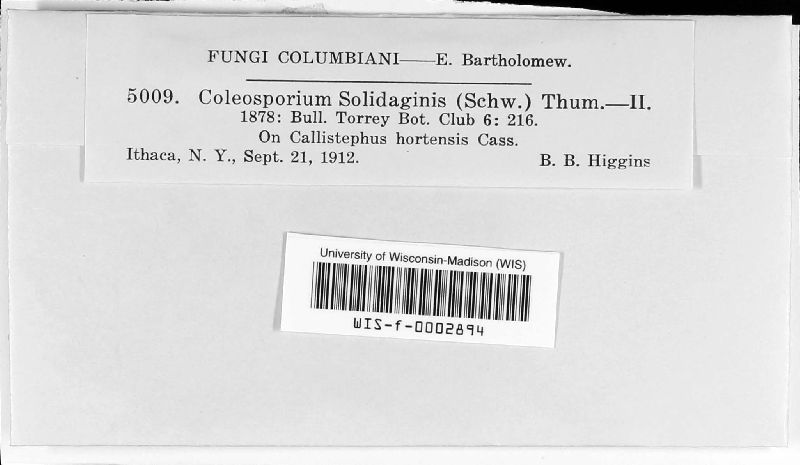 FUNGI COLUMBIANI——E. Bartholomew.
5009. Coleosporium Solidaginis (Schw.) Thum.—II.
1878: Bull. Torrey Bot. Club 6: 216.
On Callistephus hortensis Cass.
Ithaca, N. Y., Sept. 21, 1912. B. B. Higgins
University of Wisconsin-Madison (WIS)
WIS-f-0002894